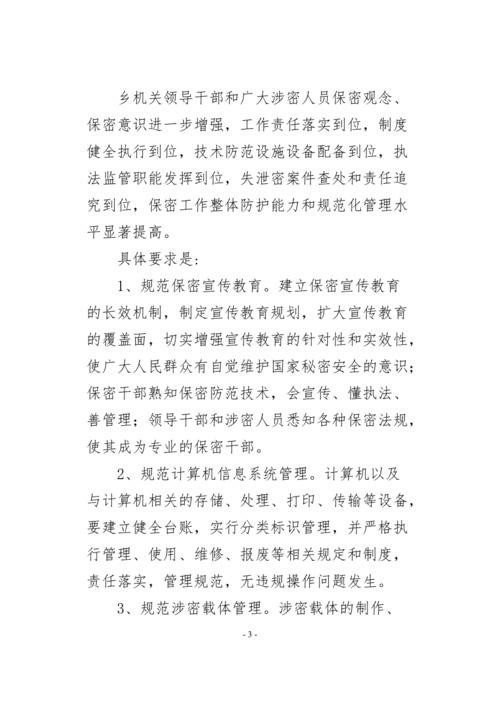 乡机关领导干部和广大涉密人员保密观念、
保密意识进一步增强，工作责任落实到位，制度
健全执行到位，技术防范设施设备配备到位，执
法监管职能发挥到位，失泄密案件查处和责任追
究到位，保密工作整体防护能力和规范化管理水
平显著提高。
具体要求是:
1、规范保密宣传教育。建立保密宣传教育
的长效机制，制定宣传教育规划，扩大宣传教育
的覆盖面，切实增强宣传教育的针对性和实效性，
使广大人民群众有自觉维护国家秘密安全的意识；
保密干部熟知保密防范技术，会宣传、懂执法、
善管理；领导干部和涉密人员悉知各种保密法规，
使其成为专业的保密干部。
2、规范计算机信息系统管理。计算机以及
与计算机相关的存储、处理、打印、传输等设备，
要建立健全台账，实行分类标识管理，并严格执
行管理、使用、维修、报废等相关规定和制度，
责任落实，管理规范，无违规操作问题发生。
3、规范涉密载体管理。涉密载体的制作、
- 3 -